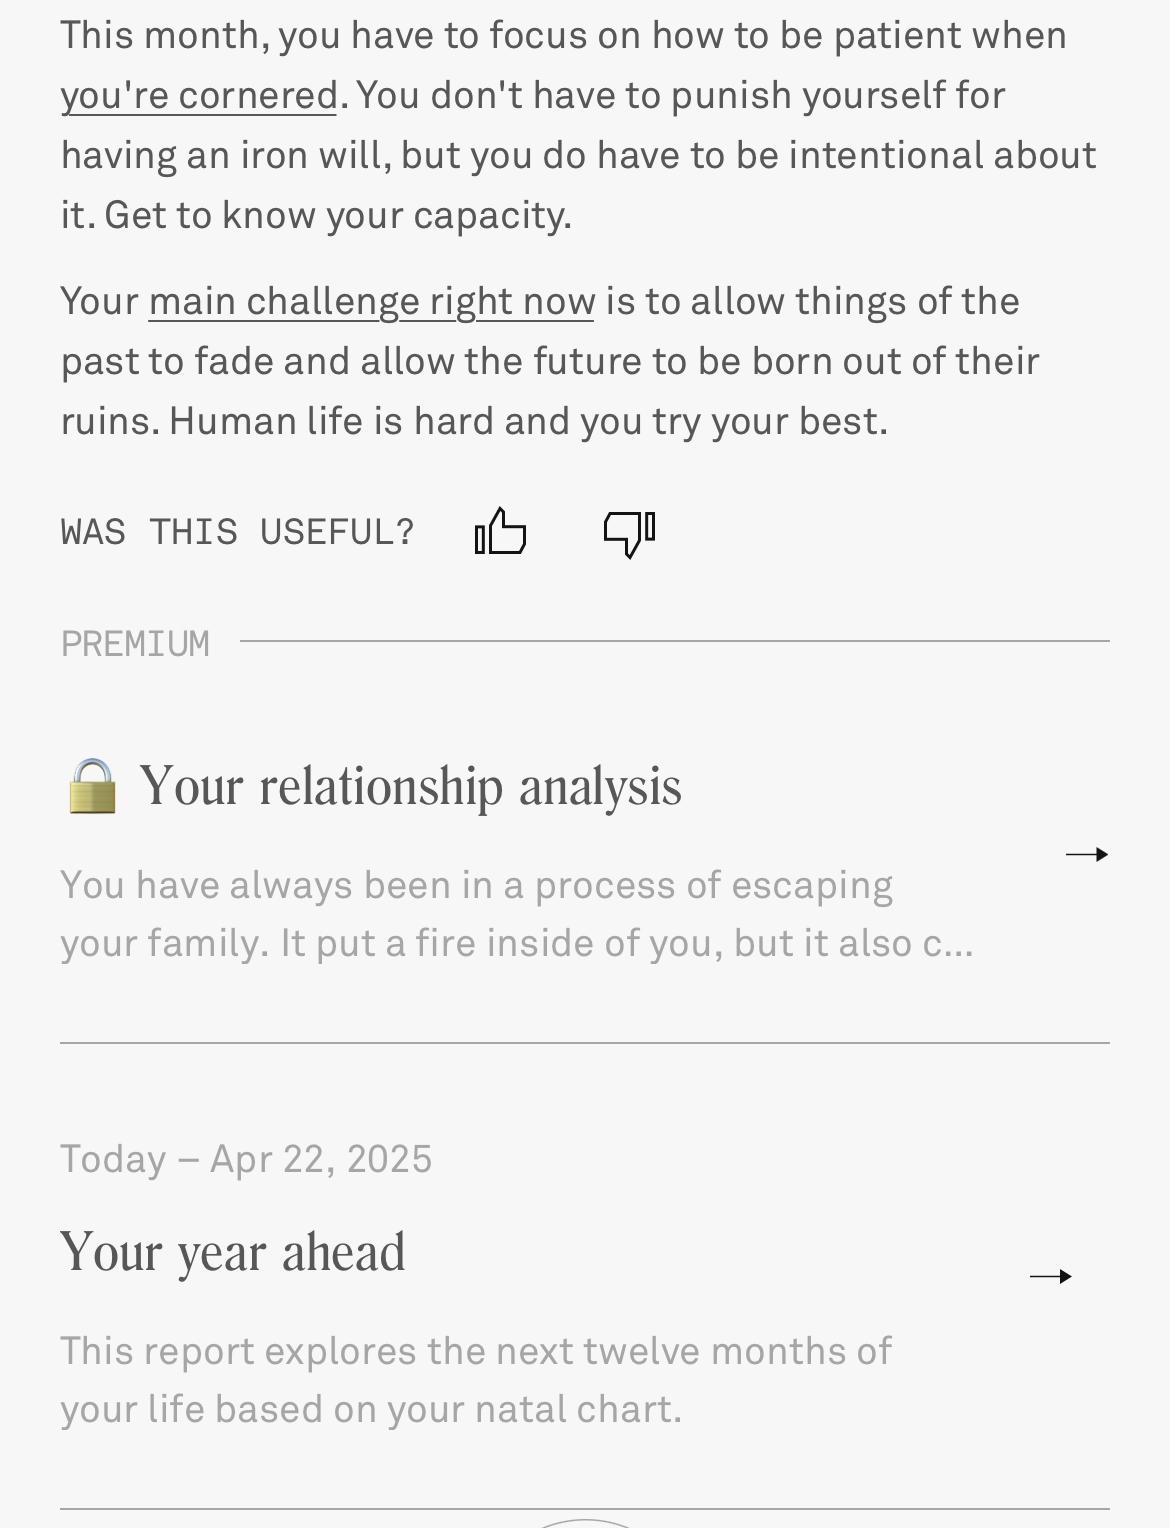 This month, you have to focus on how to be patient when
you're cornered. You don't have to punish yourself for
having an iron will, but you do have to be intentional about
it. Get to know your capacity.
Your main challenge right now is to allow things of the
past to fade and allow the future to be born out of their
ruins. Human life is hard and you try your best.
WAS THIS USEFUL?
PREMIUM
Your relationship analysis
You have always been in a process of escaping
your family. It put a fire inside of you, but it also c...
Today – Apr 22, 2025
Your year ahead
This report explores the next twelve months of
your life based on your natal chart.